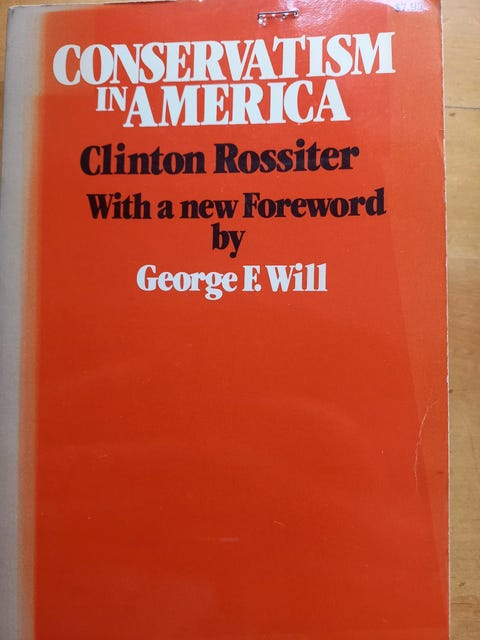 CONSERVATISM
IN AMERICA
Clinton Rossiter
With a new Foreword
by
George F. Will